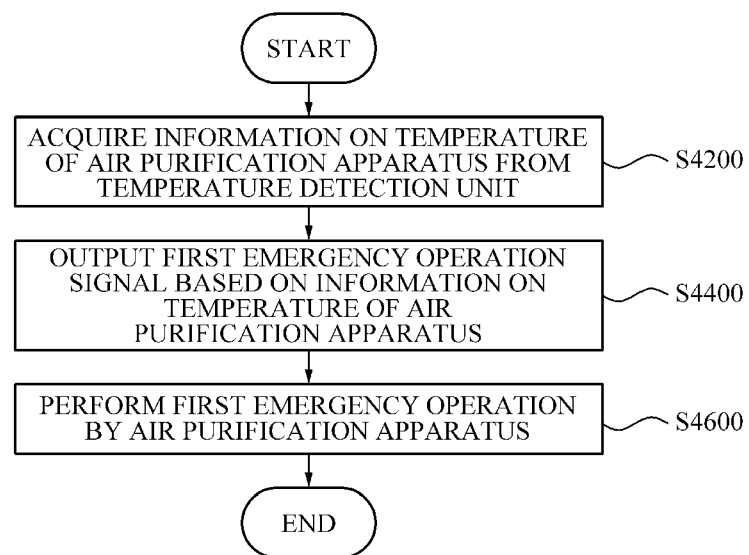 START
ACQUIRE INFORMATION ON TEMPERATURE
OF AIR PURIFICATION APPARATUS FROM
TEMPERATURE DETECTION UNIT
S4200
OUTPUT FIRST EMERGENCY OPERATION
SIGNAL BASED ON INFORMATION ON
TEMPERATURE OF AIR
PURIFICATION APPARATUS
S4400
PERFORM FIRST EMERGENCY OPERATION
BY AIR PURIFICATION APPARATUS
S4600
END